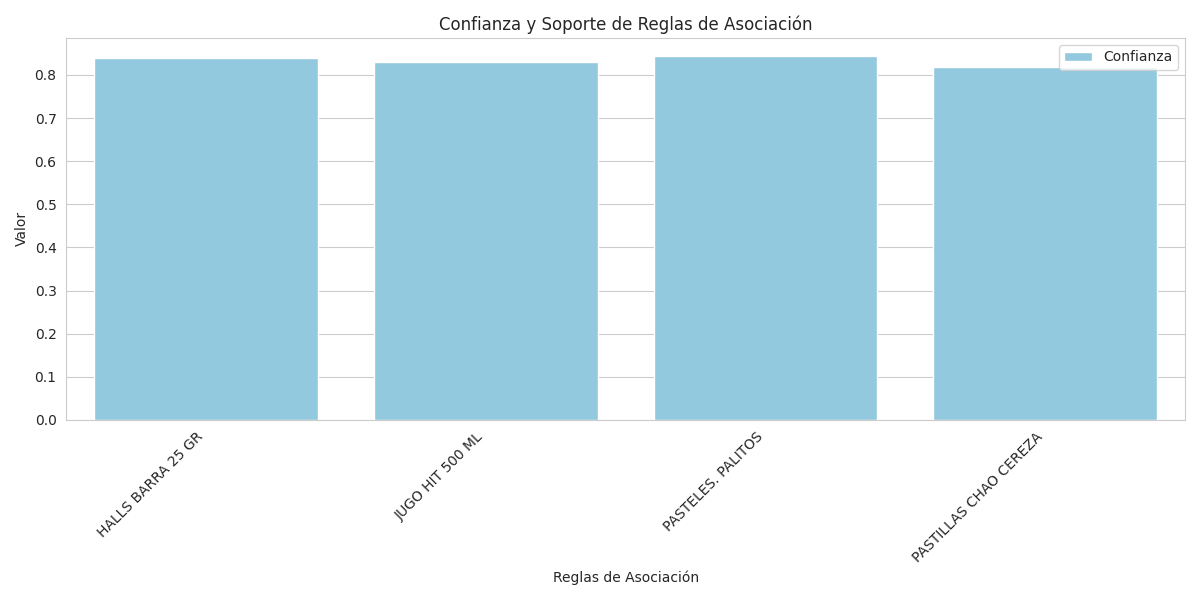 Confianza y Soporte de Reglas de Asociación
Confianza
Valor
0.8
0.7
0.6
0.5
0.4
0.3
0.2
0.1
0.0
HALLS BARRA 25 GR
JUGO HIT 500 ML
PASTELES. PALITOS
PASTILLAS CHAO CEREZA
Reglas de Asociación